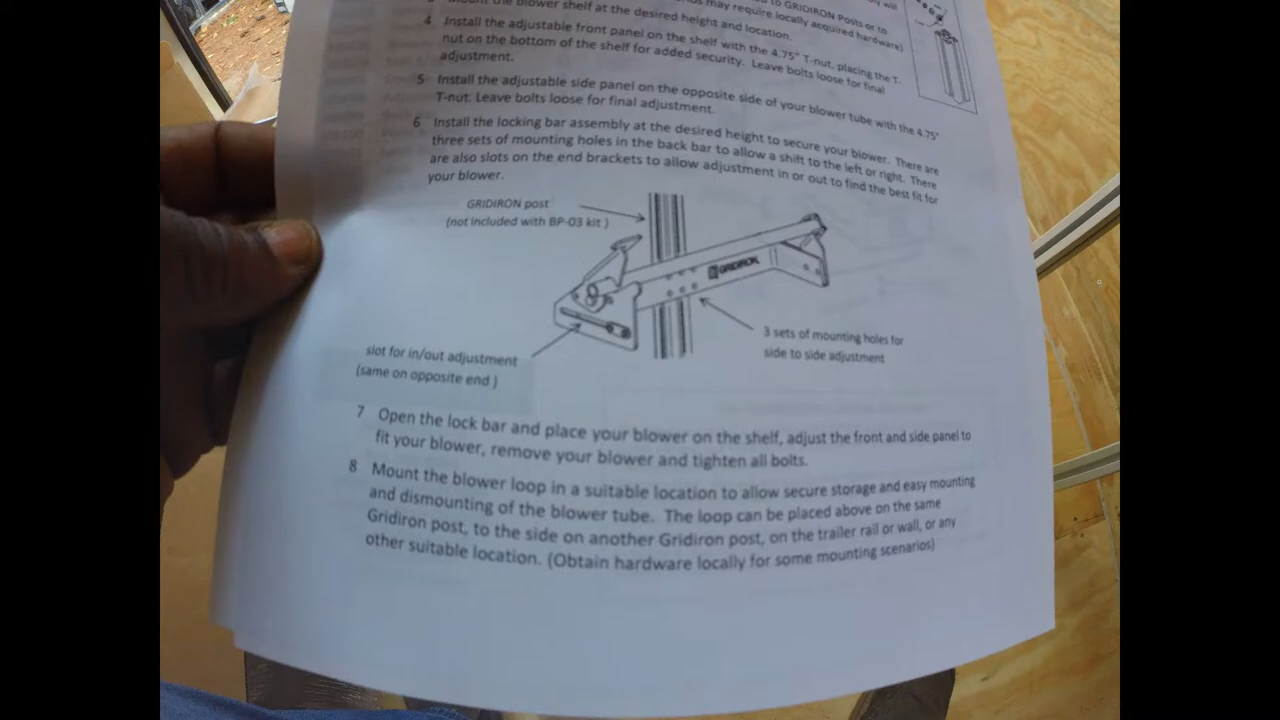 to GRIDIRON Posts or to
may require locally acquired hardware)
3 Mount the blower shelf at the desired height and location.
4 Install the adjustable front panel on the shelf with the 4.75" T-nut, placing the T-
nut on the bottom of the shelf for added security. Leave bolts loose for final
adjustment.
5 Install the adjustable side panel on the opposite side of your blower tube with the 4.75"
T-nut. Leave bolts loose for final adjustment.
6 Install the locking bar assembly at the desired height to secure your blower. There are
three sets of mounting holes in the back bar to allow a shift to the left or right. There
are also slots on the end brackets to allow adjustment in or out to find the best fit for
your blower.
GRIDIRON post
(not included with BP-03 kit )
GRIDIRON
3 sets of mounting holes for
side to side adjustment
slot for in/out adjustment
(same on opposite end )
7 Open the lock bar and place your blower on the shelf, adjust the front and side panel to
fit your blower, remove your blower and tighten all bolts.
8 Mount the blower loop in a suitable location to allow secure storage and easy mounting
and dismounting of the blower tube. The loop can be placed above on the same
Gridiron post, to the side on another Gridiron post, on the trailer rail or wall, or any
other suitable location. (Obtain hardware locally for some mounting scenarios)